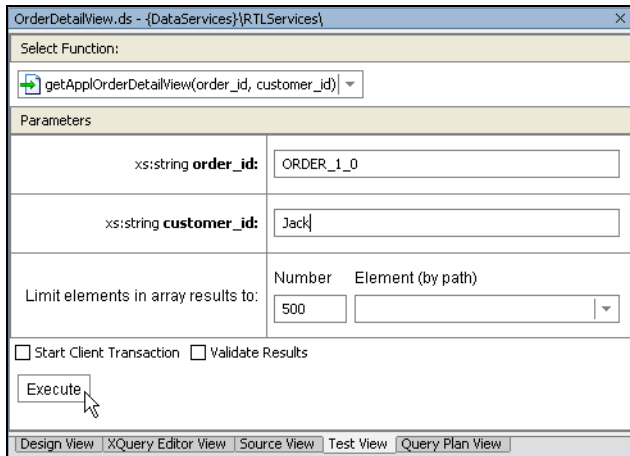 OrderDetailView.ds - {DataServices}\RTLServices\
Select Function:
getApplOrderDetailView(order_id, customer_id)
Parameters
xs:string order_id: ORDER_1_0
xs:string customer_id: Jack
Number Element (by path)
Limit elements in array results to: 500
Start Client Transaction Validate Results
Execute
Design View XQuery Editor View Source View Test View Query Plan View